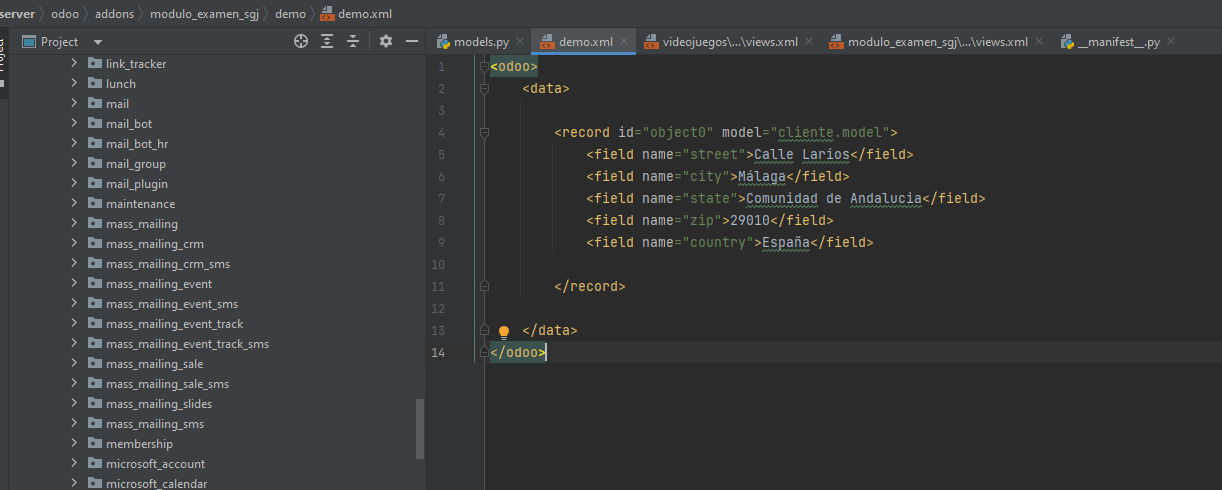 server › odoo › addons › modulo_examen_sgj › demo › demo.xml
Project
Project
link_tracker
lunch
mail
mail_bot
mail_bot_hr
mail_group
mail_plugin
maintenance
mass_mailing
mass_mailing_crm
mass_mailing_crm_sms
mass_mailing_event
mass_mailing_event_sms
mass_mailing_event_track
mass_mailing_event_track_sms
mass_mailing_sale
mass_mailing_sale_sms
mass_mailing_slides
mass_mailing_sms
membership
microsoft_account
microsoft_calendar
models.py × demo.xml × videojuegos\...\views.xml × modulo_examen_sgj\...\views.xml × __manifest__.py ×
1 <odoo>
2 <data>
3
4 <record id="object0" model="cliente.model">
5 <field name="street">Calle Larios</field>
6 <field name="city">Málaga</field>
7 <field name="state">Comunidad de Andalucia</field>
8 <field name="zip">29010</field>
9 <field name="country">España</field>
10
11 </record>
12
13 </data>
14 </odoo>